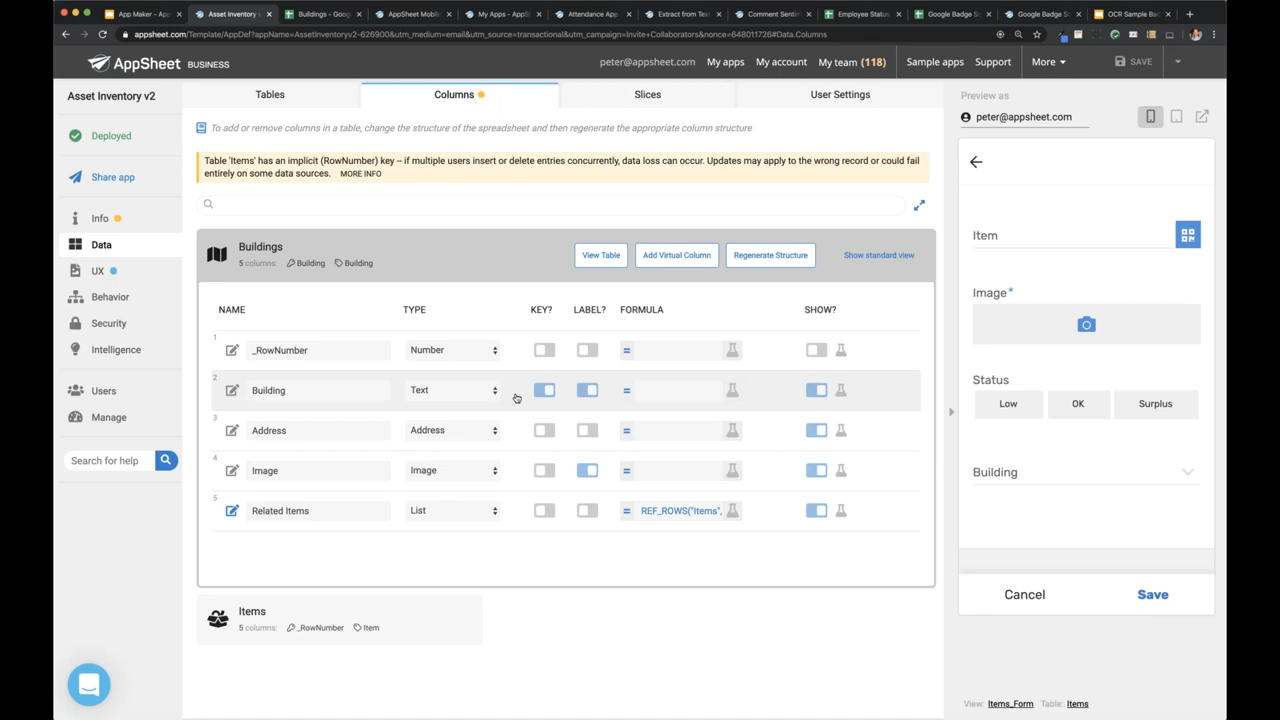 App Maker - App
Asset Inventory v2
Buildings - Goog
AppSheet Mobile
My Apps - AppS
Attendance App
Extract from Tex
Comment Senti
Employee Status
Google Badge S
Google Badge S
OCR Sample Ba
appsheet.com/Template/AppDef?appName=AssetInventoryv2-626900&utm_medium=email&utm_source=transactional&utm_campaign=Invite+Collaborators&nonce=648011726#Data.Columns
AppSheet BUSINESS
peter@appsheet.com My apps My account My team (118) Sample apps Support More SAVE
Asset Inventory v2
Deployed
Share app
Info
Data
UX
Behavior
Security
Intelligence
Users
Manage
Search for help
Tables Columns Slices User Settings
To add or remove columns in a table, change the structure of the spreadsheet and then regenerate the appropriate column structure
Table 'Items' has an implicit (RowNumber) key -- if multiple users insert or delete entries concurrently, data loss can occur. Updates may apply to the wrong record or could fail
entirely on some data sources. MORE INFO
Buildings
5 columns: Building Building
View Table Add Virtual Column Regenerate Structure Show standard view
NAME TYPE KEY? LABEL? FORMULA SHOW?
1 _RowNumber Number =
2 Building Text =
3 Address Address =
4 Image Image =
5 Related Items List = REF_ROWS("Items",
Items
5 columns: _RowNumber Item
Preview as
peter@appsheet.com
Item
Image*
Status
Low OK Surplus
Building
Cancel Save
View: Items_Form Table: Items